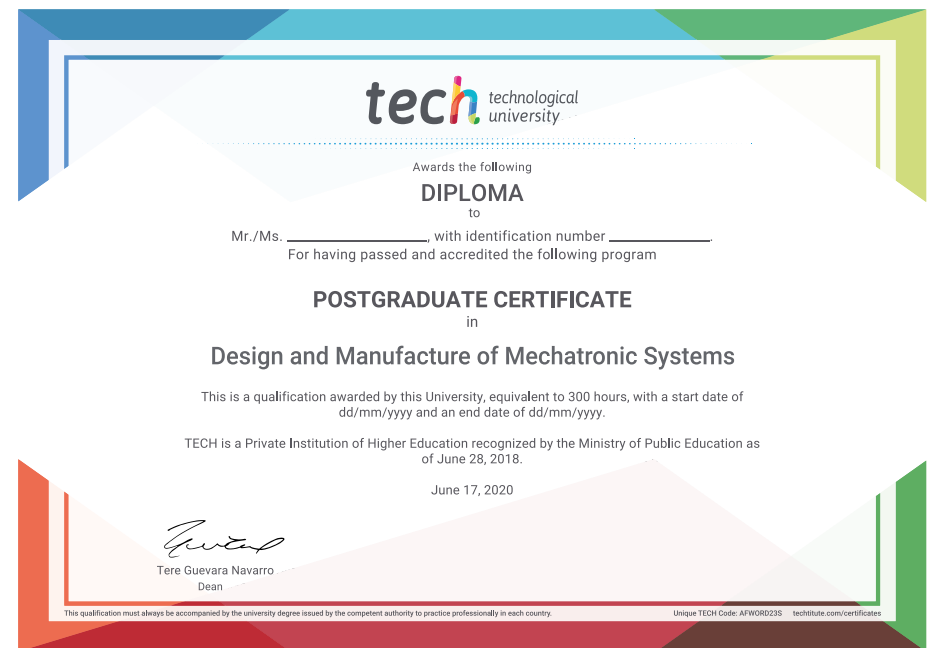 tech technological
university
Awards the following
DIPLOMA
to
Mr./Ms. ____________, with identification number ____________.
For having passed and accredited the following program
POSTGRADUATE CERTIFICATE
in
Design and Manufacture of Mechatronic Systems
This is a qualification awarded by this University, equivalent to 300 hours, with a start date of
dd/mm/yyyy and an end date of dd/mm/yyyy.
TECH is a Private Institution of Higher Education recognized by the Ministry of Public Education as
of June 28, 2018.
June 17, 2020
Tere Guevara Navarro
Dean
This qualification must always be accompanied by the university degree issued by the competent authority to practice professionally in each country.
Unique TECH Code: AFWORD23S techtitute.com/certificates